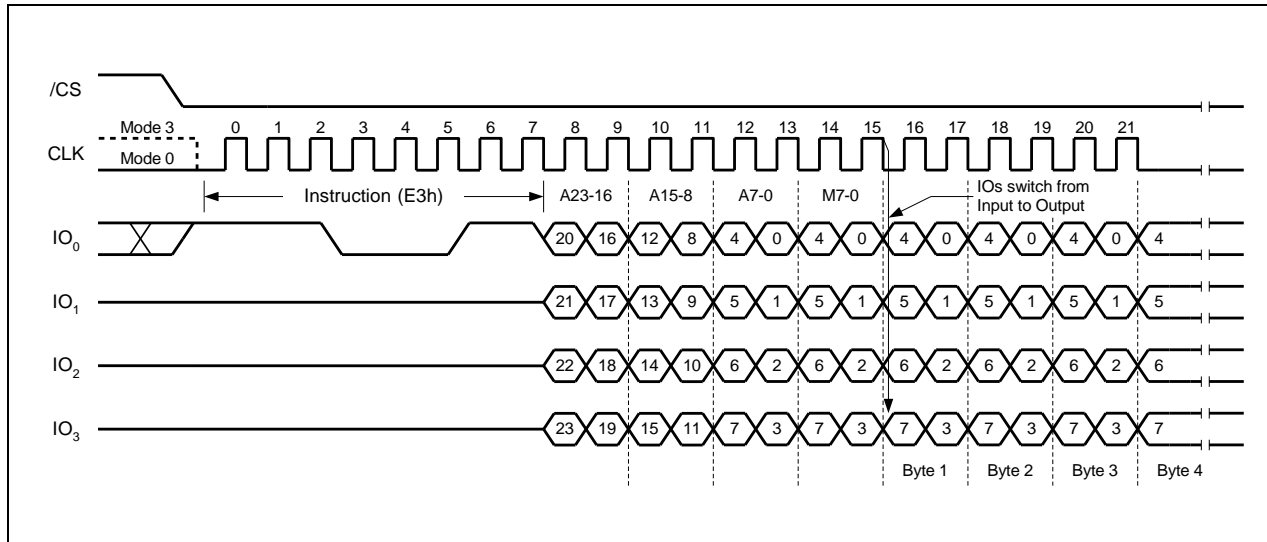 /CS
Mode 3 0 1 2 3 4 5 6 7 8 9 10 11 12 13 14 15 16 17 18 19 20 21
CLK
Mode 0
Instruction (E3h) A23-16 A15-8 A7-0 M7-0 IOs switch from
Input to Output
IO0 20 16 12 8 4 0 4 0 4 0 4 0 4 0 4
IO1 21 17 13 9 5 1 5 1 5 1 5 1 5 1 5
IO2 22 18 14 10 6 2 6 2 6 2 6 2 6 2 6
IO3 23 19 15 11 7 3 7 3 7 3 7 3 7 3 7
Byte 1 Byte 2 Byte 3 Byte 4